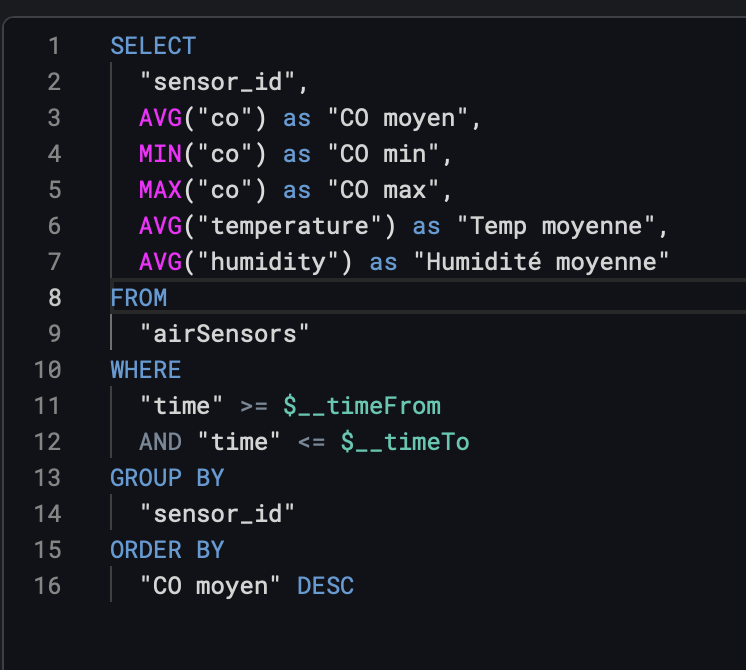 1 SELECT
2 "sensor_id",
3 AVG("co") as "CO moyen",
4 MIN("co") as "CO min",
5 MAX("co") as "CO max",
6 AVG("temperature") as "Temp moyenne",
7 AVG("humidity") as "Humidité moyenne"
8 FROM
9 "airSensors"
10 WHERE
11 "time" >= $__timeFrom
12 AND "time" <= $__timeTo
13 GROUP BY
14 "sensor_id"
15 ORDER BY
16 "CO moyen" DESC